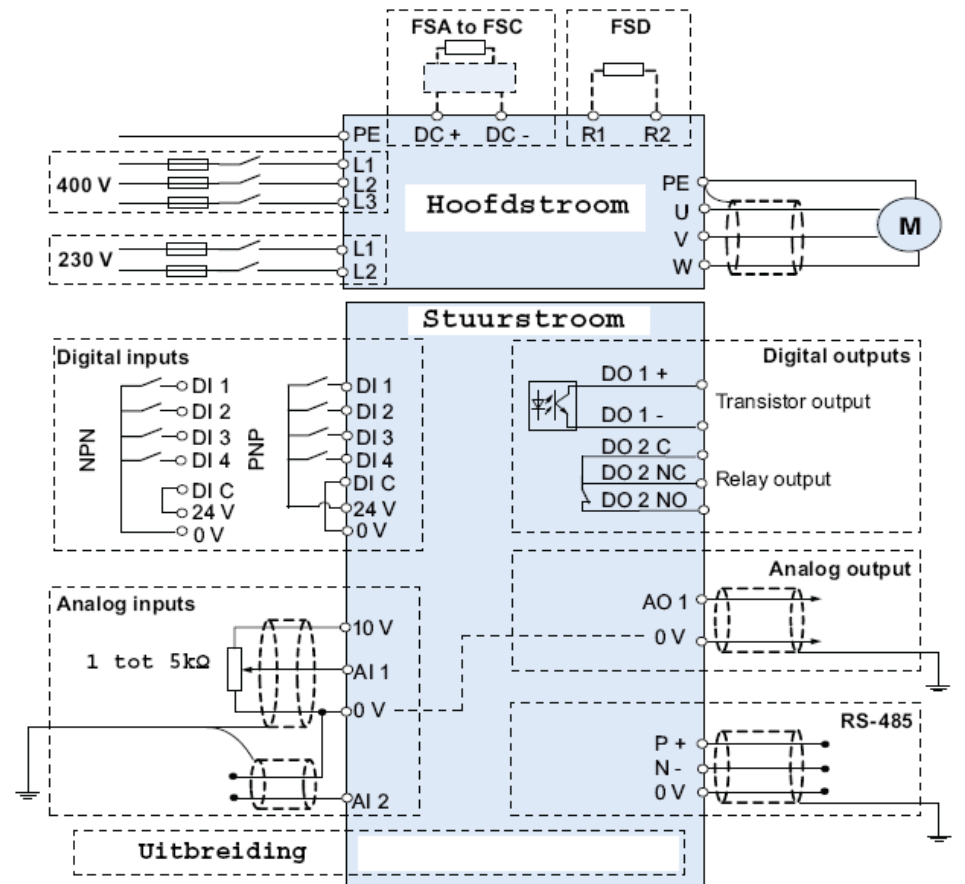 FSA to FSC
FSD
PE
DC +
DC -
R1
R2
400 V
L1
L2
L3
Hoofdstroom
PE
U
V
W
M
230 V
L1
L2
Stuurstroom
Digital inputs
NPN
DI 1
DI 2
DI 3
DI 4
DI C
24 V
0 V
PNP
DI 1
DI 2
DI 3
DI 4
DI C
24 V
0 V
Digital outputs
DO 1 +
Transistor output
DO 1 -
DO 2 C
DO 2 NC
Relay output
DO 2 NO
Analog inputs
10 V
1 tot 5kΩ
AI 1
0 V
AI 2
Analog output
AO 1
0 V
RS-485
P +
N -
0 V
Uitbreiding